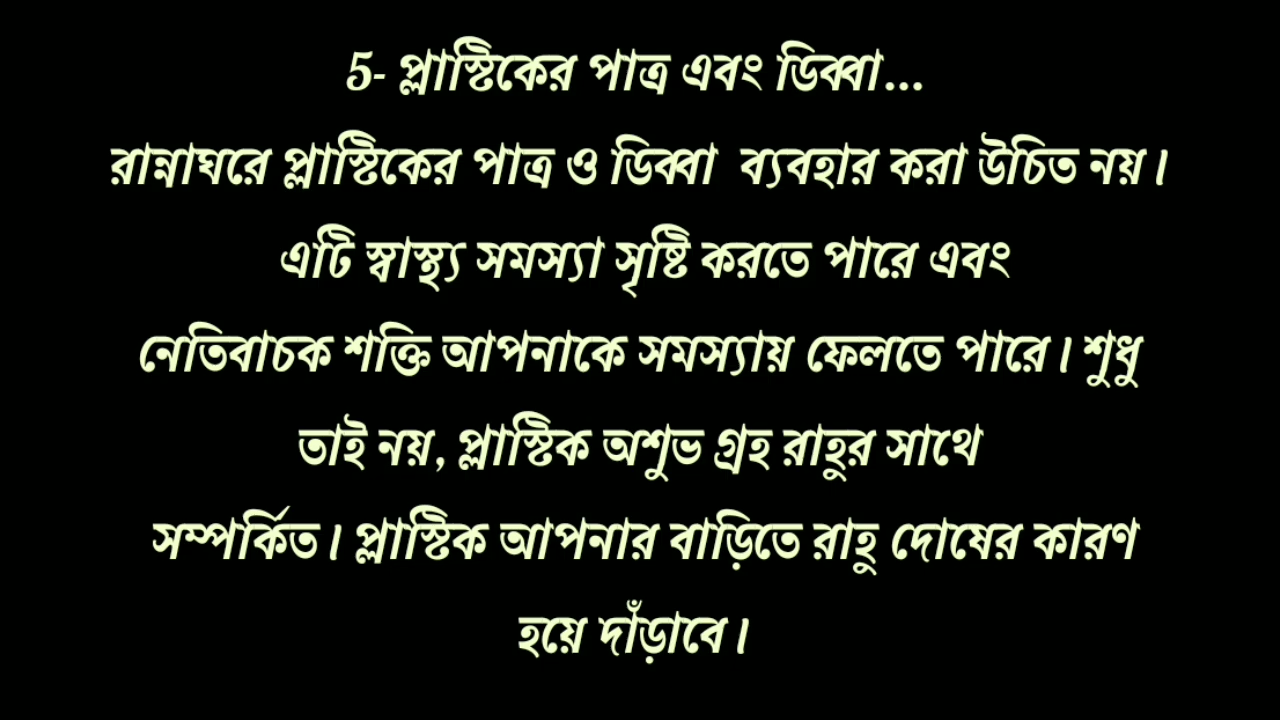 5- প্লাস্টিকের পাত্র এবং ডিব্বা...
রান্নাঘরে প্লাস্টিকের পাত্র ও ডিব্বা ব্যবহার করা উচিত নয়।
এটি স্বাস্থ্য সমস্যা সৃষ্টি করতে পারে এবং
নেতিবাচক শক্তি আপনাকে সমস্যায় ফেলতে পারে। শুধু
তাই নয়, প্লাস্টিক অশুভ গ্রহ রাহুর সাথে
সম্পর্কিত। প্লাস্টিক আপনার বাড়িতে রাহু দোষের কারণ
হয়ে দাঁড়াবে।